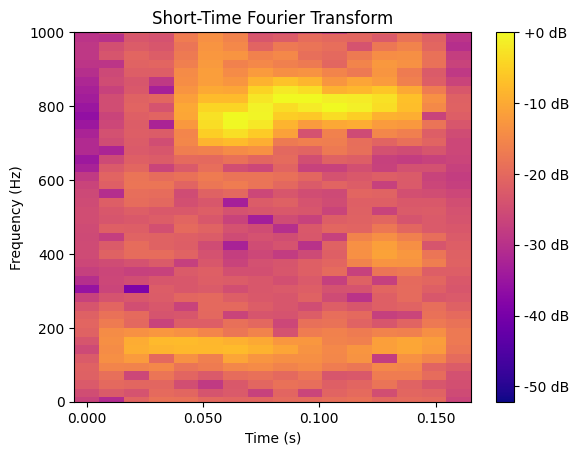 Short-Time Fourier Transform
1000
800
600
400
200
0
Frequency (Hz)
0.000
0.050
0.100
0.150
Time (s)
+0 dB
-10 dB
-20 dB
-30 dB
-40 dB
-50 dB